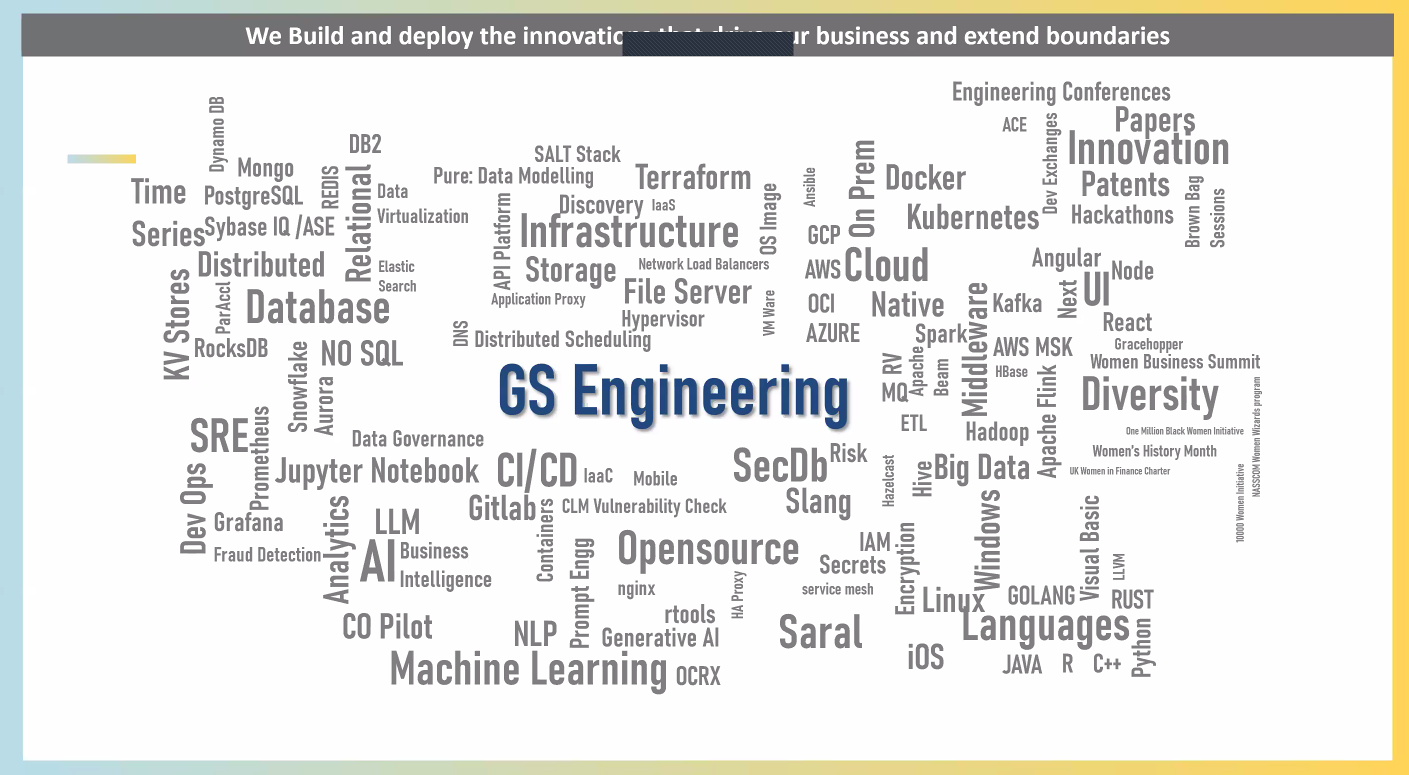 We Build and deploy the innovations that drive our business and extend boundaries
Engineering Conferences
Dynamo DB
ACE
Dev Exchanges
Papers
Innovation
Patents
Hackathons
Brown Bag
Sessions
DB2
Mongo
REDIS
Relational
Time
Series
PostgreSQL
Data
Virtualization
Sybase IQ /ASE
Distributed
Elastic
Search
Database
KV Stores
ParAccl
RocksDB
Snowflake
NO SQL
Aurora
SALT Stack
Pure: Data Modelling
Terraform
API Platform
Discovery
IaaS
OS Image
Infrastructure
Storage
Network Load Balancers
Application Proxy
File Server
VM Ware
Hypervisor
DNS
Distributed Scheduling
Ansible
On Prem
Docker
Kubernetes
GCP
AWS
Cloud
OCI
Native
AZURE
Angular
Node
Next
UI
React
Middleware
Kafka
Spark
AWS MSK
RV
Apache
Beam
HBase
MQ
ETL
Hadoop
Apache Flink
Gracehopper
Women Business Summit
Diversity
One Million Black Women Initiative
Women's History Month
UK Women in Finance Charter
NASSCOM Women Wizards program
10000 Women Initiative
GS Engineering
SRE
Prometheus
Dev Ops
Data Governance
Jupyter Notebook
CI/CD
IaaC
Mobile
SecDb
Risk
Hazelcast
Hive
Big Data
Grafana
Fraud Detection
Analytics
LLM
AI
Business
Intelligence
Gitlab
Containers
CLM Vulnerability Check
Slang
Opensource
Prompt Engg
nginx
HA Proxy
IAM
Secrets
service mesh
Encryption
Windows
Visual Basic
LLVM
Linux
GOLANG
RUST
CO Pilot
NLP
rtools
Generative AI
Saral
Languages
Python
Machine Learning
OCRX
iOS
JAVA
R
C++